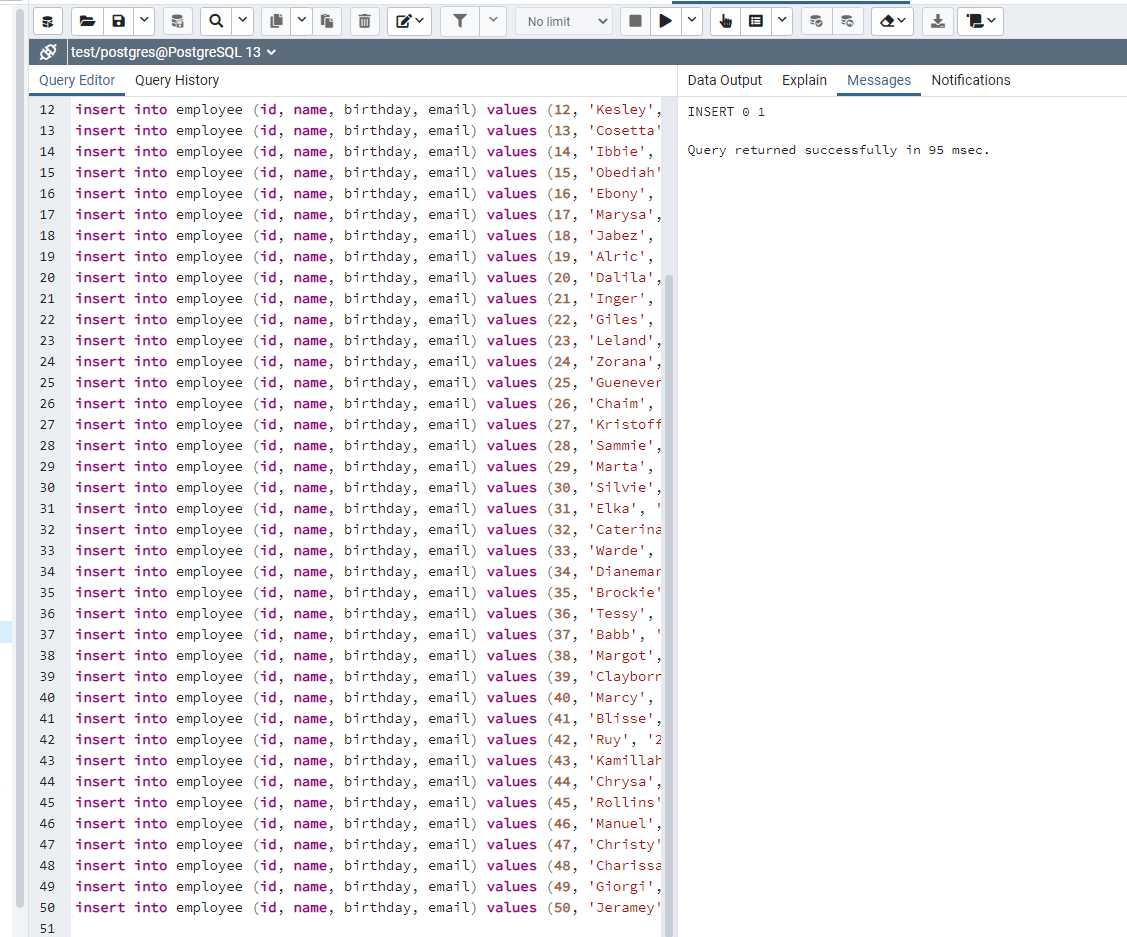 No limit
test/postgres@PostgreSQL 13
Query Editor Query History
Data Output Explain Messages Notifications
12 insert into employee (id, name, birthday, email) values (12, 'Kesley',
13 insert into employee (id, name, birthday, email) values (13, 'Cosetta'
14 insert into employee (id, name, birthday, email) values (14, 'Ibbie',
15 insert into employee (id, name, birthday, email) values (15, 'Obediah'
16 insert into employee (id, name, birthday, email) values (16, 'Ebony',
17 insert into employee (id, name, birthday, email) values (17, 'Marysa',
18 insert into employee (id, name, birthday, email) values (18, 'Jabez',
19 insert into employee (id, name, birthday, email) values (19, 'Alric',
20 insert into employee (id, name, birthday, email) values (20, 'Dalila',
21 insert into employee (id, name, birthday, email) values (21, 'Inger',
22 insert into employee (id, name, birthday, email) values (22, 'Giles',
23 insert into employee (id, name, birthday, email) values (23, 'Leland',
24 insert into employee (id, name, birthday, email) values (24, 'Zorana',
25 insert into employee (id, name, birthday, email) values (25, 'Guenever
26 insert into employee (id, name, birthday, email) values (26, 'Chaim',
27 insert into employee (id, name, birthday, email) values (27, 'Kristoff
28 insert into employee (id, name, birthday, email) values (28, 'Sammie',
29 insert into employee (id, name, birthday, email) values (29, 'Marta',
30 insert into employee (id, name, birthday, email) values (30, 'Silvie',
31 insert into employee (id, name, birthday, email) values (31, 'Elka', '
32 insert into employee (id, name, birthday, email) values (32, 'Caterina
33 insert into employee (id, name, birthday, email) values (33, 'Warde',
34 insert into employee (id, name, birthday, email) values (34, 'Dianemar
35 insert into employee (id, name, birthday, email) values (35, 'Brockie'
36 insert into employee (id, name, birthday, email) values (36, 'Tessy',
37 insert into employee (id, name, birthday, email) values (37, 'Babb', '
38 insert into employee (id, name, birthday, email) values (38, 'Margot',
39 insert into employee (id, name, birthday, email) values (39, 'Clayborn
40 insert into employee (id, name, birthday, email) values (40, 'Marcy',
41 insert into employee (id, name, birthday, email) values (41, 'Blisse',
42 insert into employee (id, name, birthday, email) values (42, 'Ruy', '2
43 insert into employee (id, name, birthday, email) values (43, 'Kamillah
44 insert into employee (id, name, birthday, email) values (44, 'Chrysa',
45 insert into employee (id, name, birthday, email) values (45, 'Rollins'
46 insert into employee (id, name, birthday, email) values (46, 'Manuel',
47 insert into employee (id, name, birthday, email) values (47, 'Christy'
48 insert into employee (id, name, birthday, email) values (48, 'Charissa
49 insert into employee (id, name, birthday, email) values (49, 'Giorgi',
50 insert into employee (id, name, birthday, email) values (50, 'Jeramey'
51
INSERT 0 1
Query returned successfully in 95 msec.